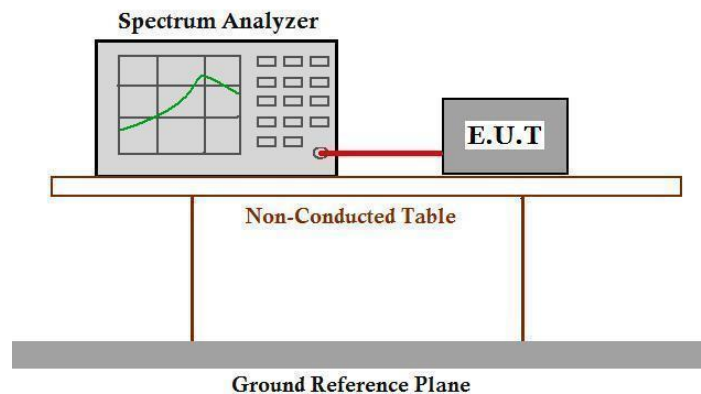 Spectrum Analyzer
E.U.T
Non-Conducted Table
Ground Reference Plane